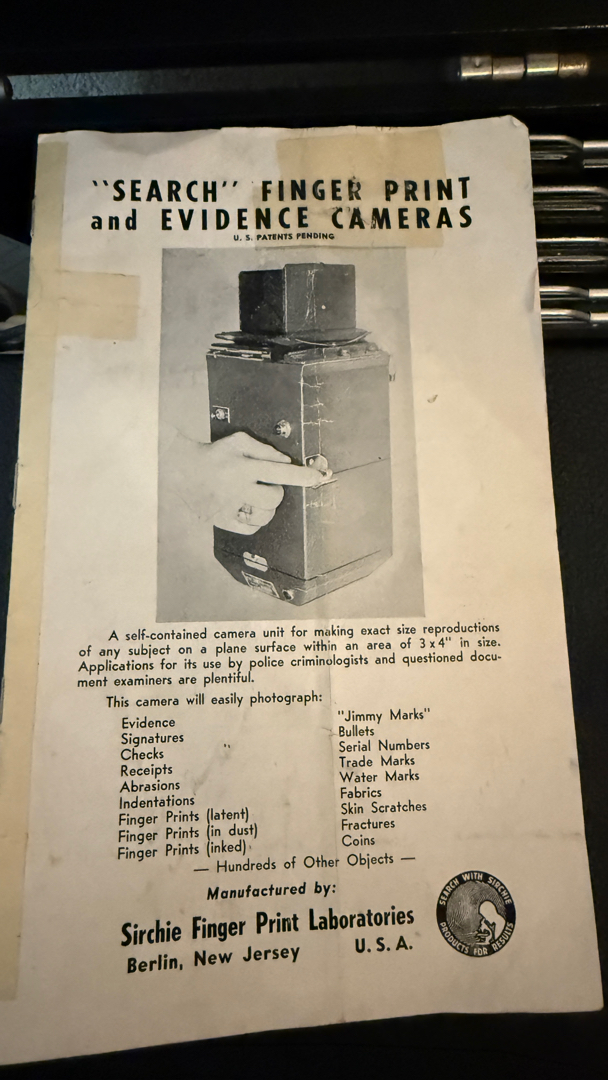 "SEARCH" FINGER PRINT
and EVIDENCE CAMERAS
U. S. PATENTS PENDING
A self-contained camera unit for making exact size reproductions
of any subject on a plane surface within an area of 3 x 4" in size.
Applications for its use by police criminologists and questioned docu-
ment examiners are plentiful.
This camera will easily photograph:
Evidence
Signatures
Checks
Receipts
Abrasions
Indentations
Finger Prints (latent)
Finger Prints (in dust)
Finger Prints (inked)
"Jimmy Marks"
Bullets
Serial Numbers
Trade Marks
Water Marks
Fabrics
Skin Scratches
Fractures
Coins
— Hundreds of Other Objects —
Manufactured by:
Sirchie Finger Print Laboratories
Berlin, New Jersey U. S. A.
SEARCH WITH SIRCHIE
PRODUCTS FOR RESULTS